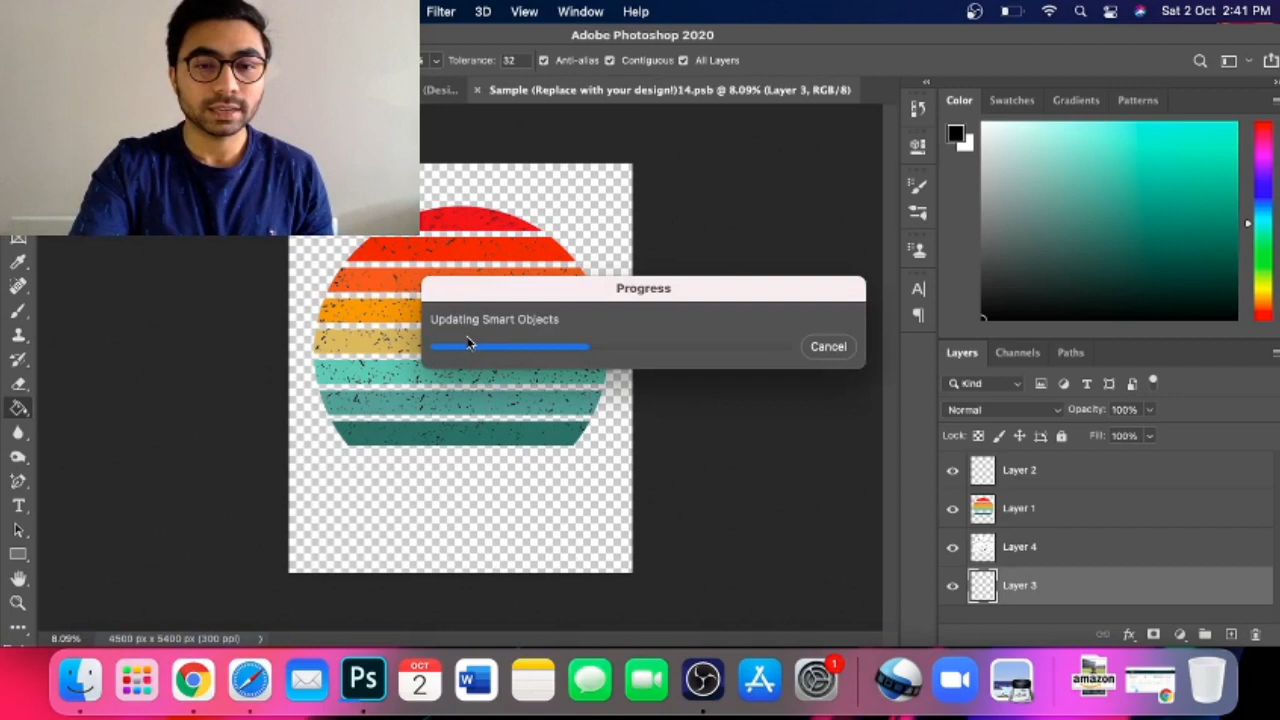 Filter 3D View Window Help Sat 2 Oct 2:41 PM
Adobe Photoshop 2020
Tolerance: 32 Anti-alias Contiguous All Layers
(Desi... × Sample (Replace with your design!)14.psb @ 8.09% (Layer 3, RGB/8)
Color Swatches Gradients Patterns
Progress
Updating Smart Objects
Cancel
Layers Channels Paths
Kind
Normal Opacity: 100%
Lock: Fill: 100%
Layer 2
Layer 1
Layer 4
Layer 3
8.09% 4500 px x 5400 px (300 ppi)
Ps
OCT
2
W
1
amazon